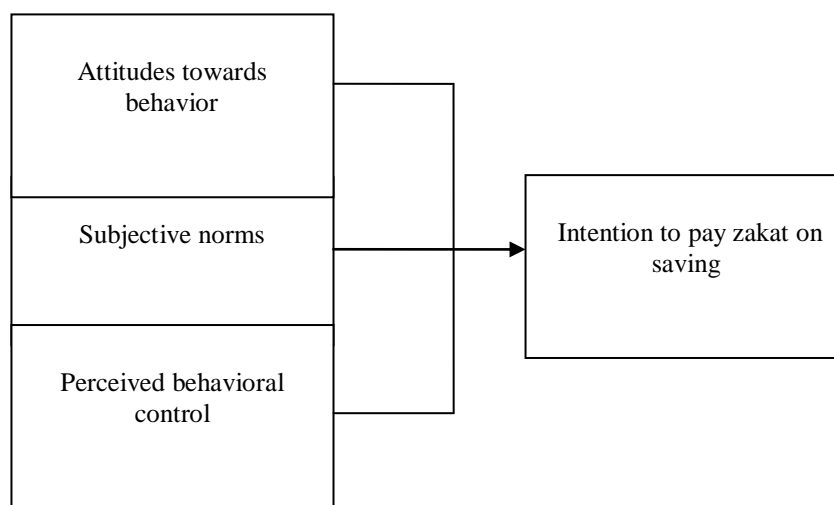 Attitudes towards
behavior
Subjective norms
Perceived behavioral
control
Intention to pay zakat on
saving